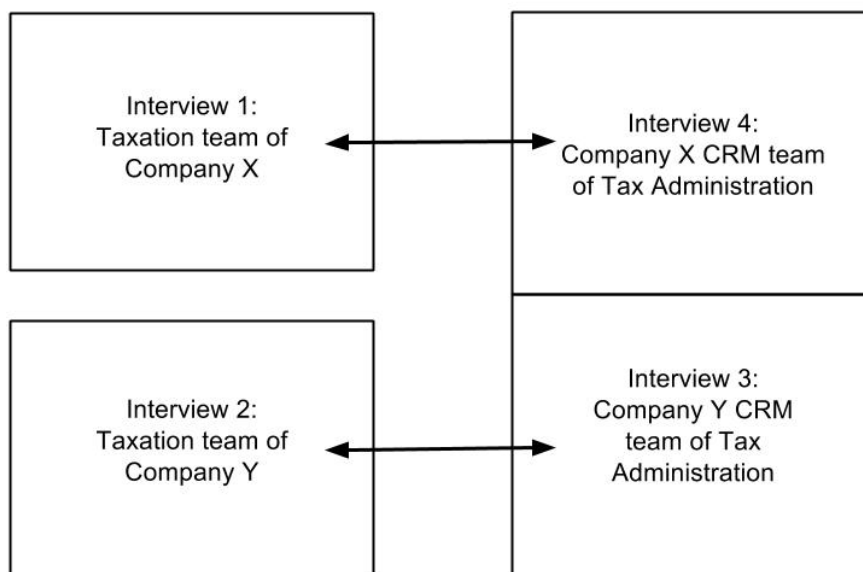 Interview 1:
Taxation team of
Company X
Interview 4:
Company X CRM team
of Tax Administration
Interview 2:
Taxation team of
Company Y
Interview 3:
Company Y CRM
team of Tax
Administration